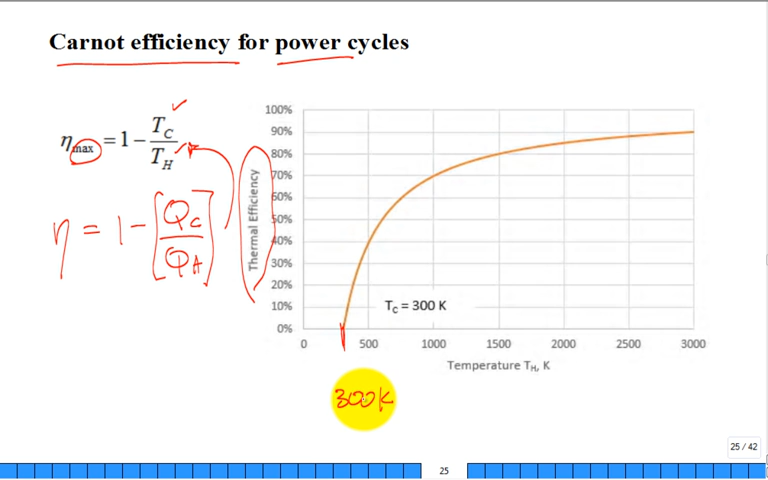 Carnot efficiency for power cycles
η_max = 1 − T_C / T_H
η = 1 − [Q_C / Q_H]
Thermal Efficiency
100%
90%
80%
70%
60%
50%
40%
30%
20%
10%
0%
T_C = 300 K
0 500 1000 1500 2000 2500 3000
Temperature T_H, K
300K
25 / 42
25